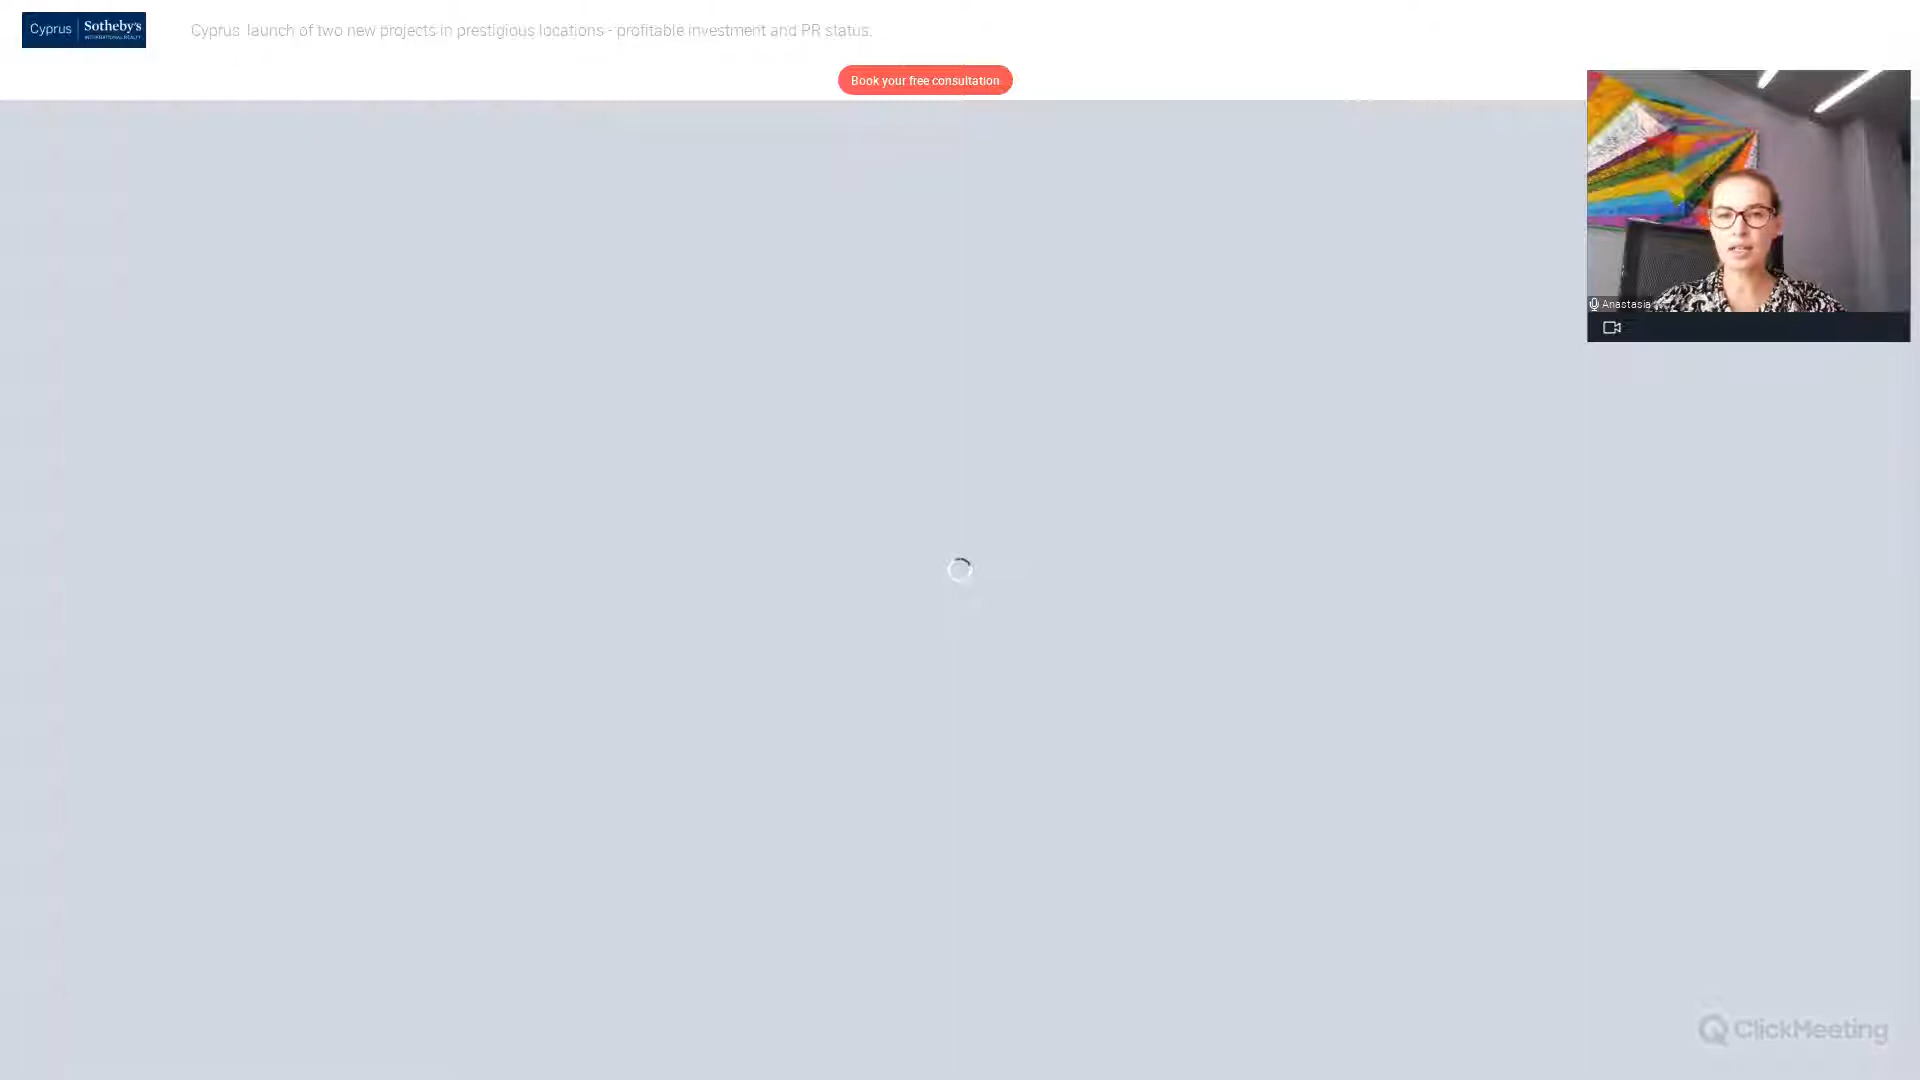 Cyprus Sotheby's
INTERNATIONAL REALTY
Cyprus: launch of two new projects in prestigious locations - profitable investment and PR status.
Book your free consultation
Anastasia
ClickMeeting